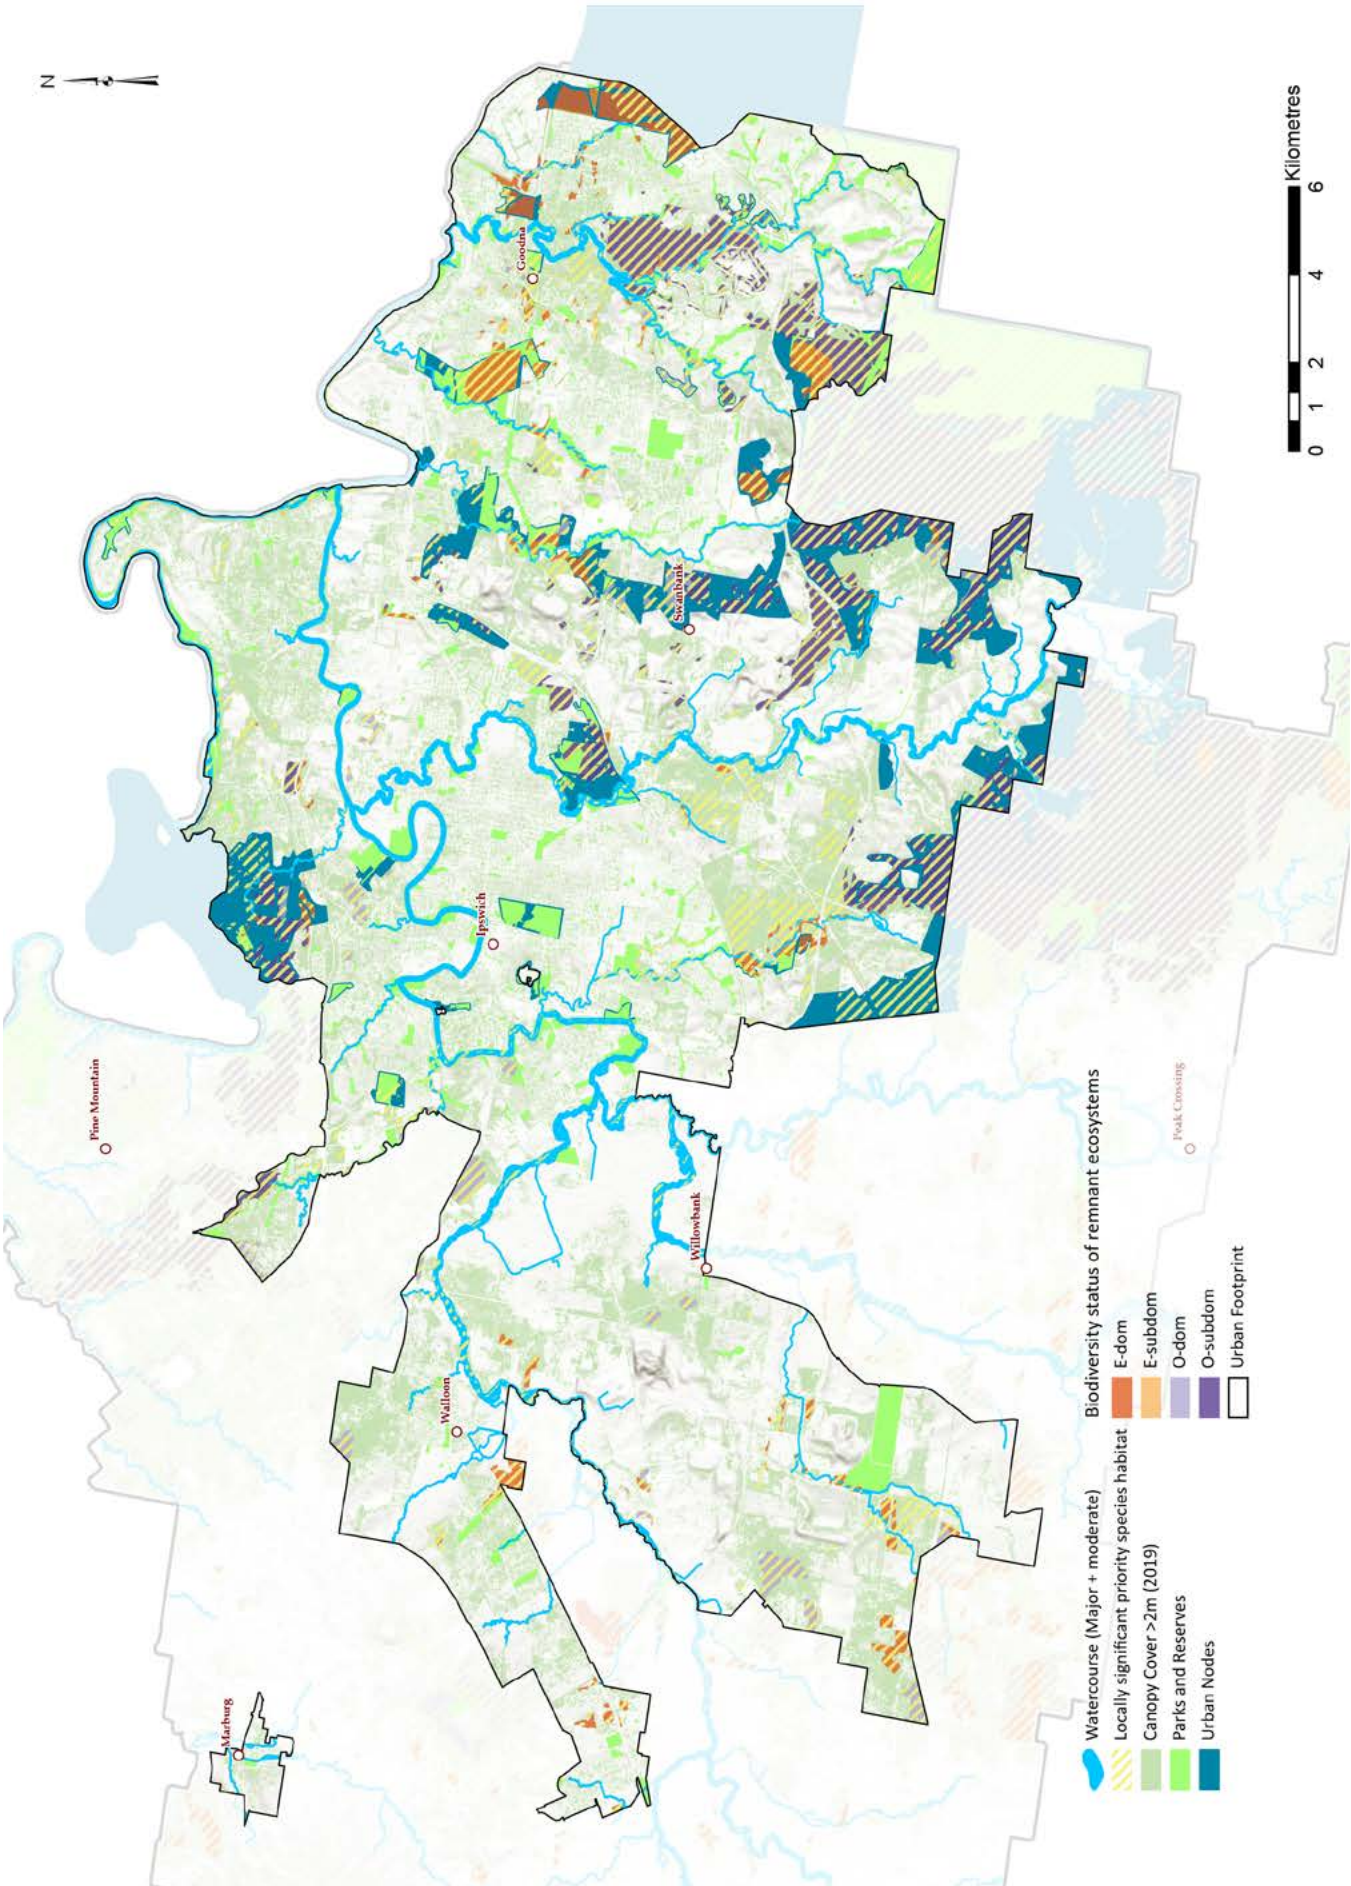 N
Pine Mountain
Marburg
Walloon
Ipswich
Goodna
Swanbank
Willowbank
Peak Crossing
Watercourse (Major + moderate)
Locally significant priority species habitat
Canopy Cover >2m (2019)
Parks and Reserves
Urban Nodes
Biodiversity status of remnant ecosystems
E-dom
E-subdom
O-dom
O-subdom
Urban Footprint
0 1 2 4 6
Kilometres